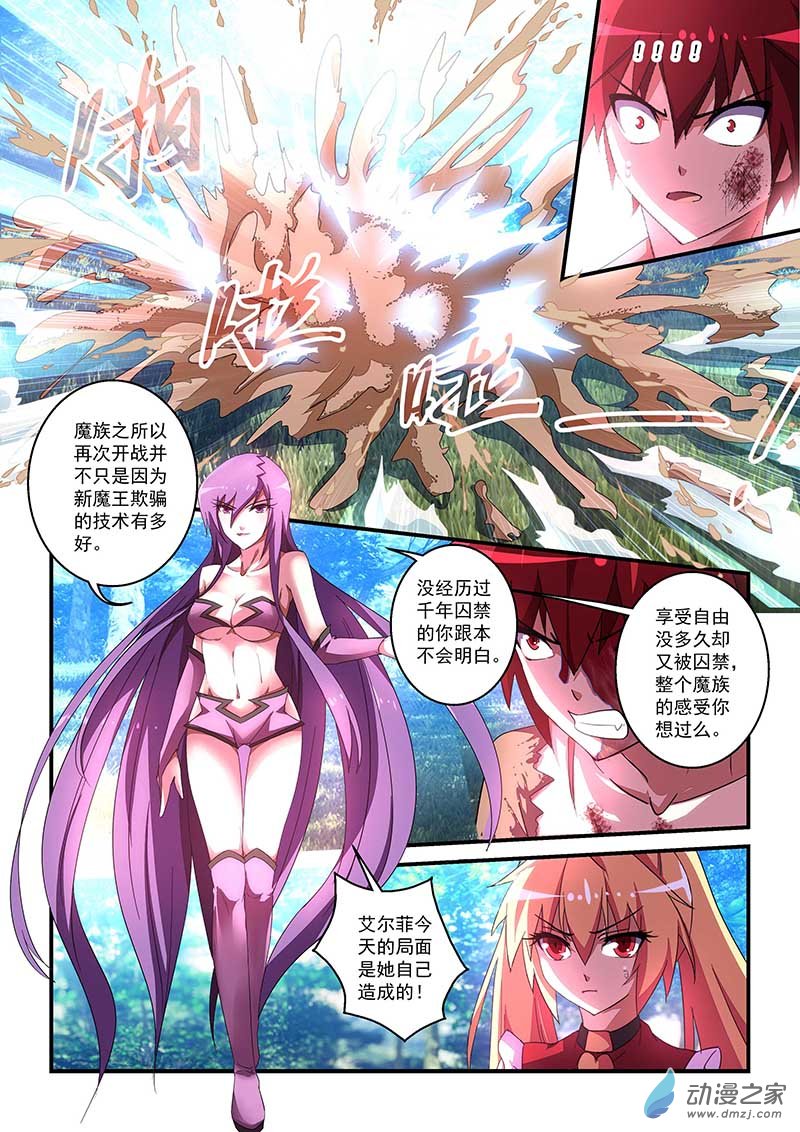 !!!!
啪
啦
啦
魔族之所以
再次开战并
不只是因为
新魔王欺骗
的技术有多
好。
没经历过
千年囚禁
的你跟本
不会明白。
享受自由
没多久却
又被囚禁，
整个魔族
的感受你
想过么。
艾尔菲今
天的局面
是她自己
造成的！
动漫之家
www.dmzj.com